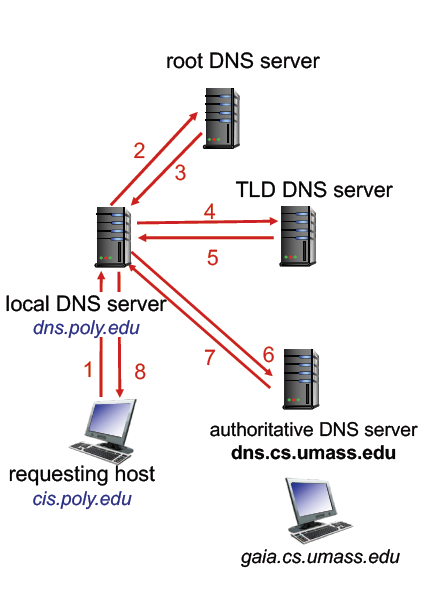 root DNS server
2
3
TLD DNS server
4
5
local DNS server
dns.poly.edu
1
8
7
6
authoritative DNS server
dns.cs.umass.edu
requesting host
cis.poly.edu
gaia.cs.umass.edu